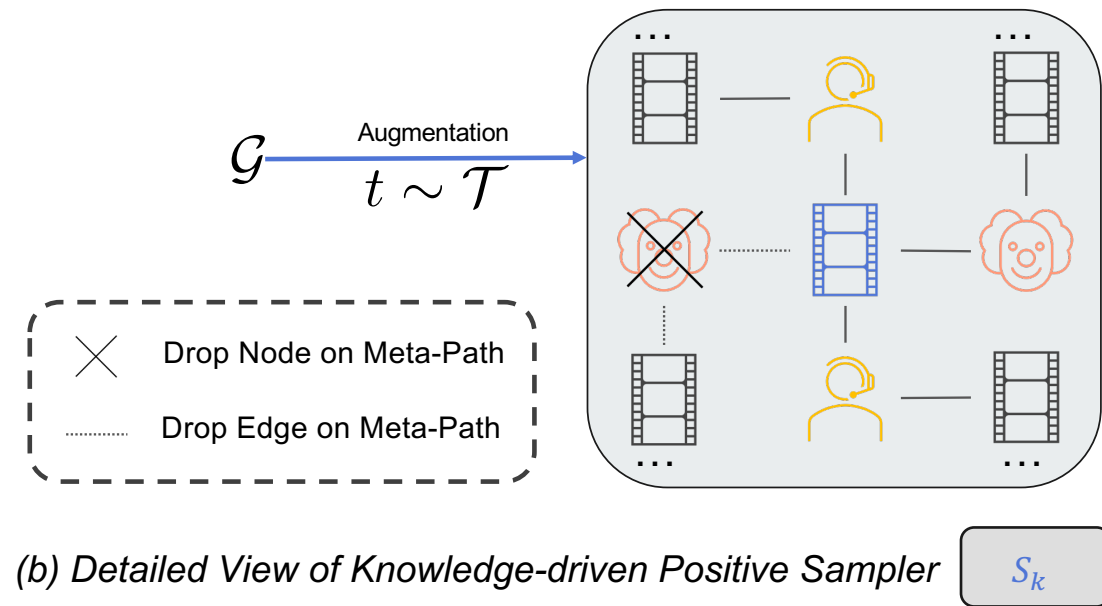 ... ...
Augmentation
𝒢
t ∼ 𝒯
Drop Node on Meta-Path
Drop Edge on Meta-Path
... ...
(b) Detailed View of Knowledge-driven Positive Sampler S_k